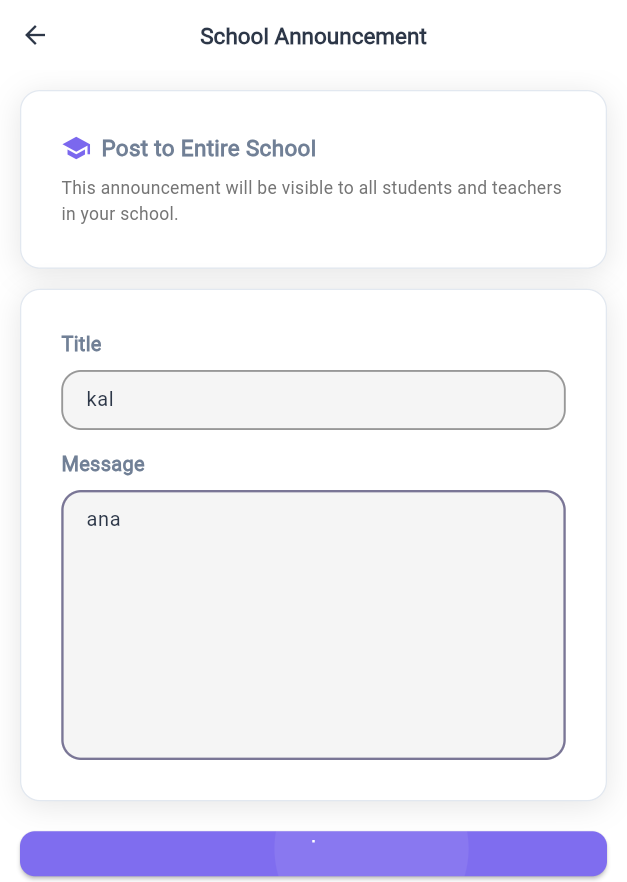 School Announcement
Post to Entire School
This announcement will be visible to all students and teachers
in your school.
Title
kal
Message
ana